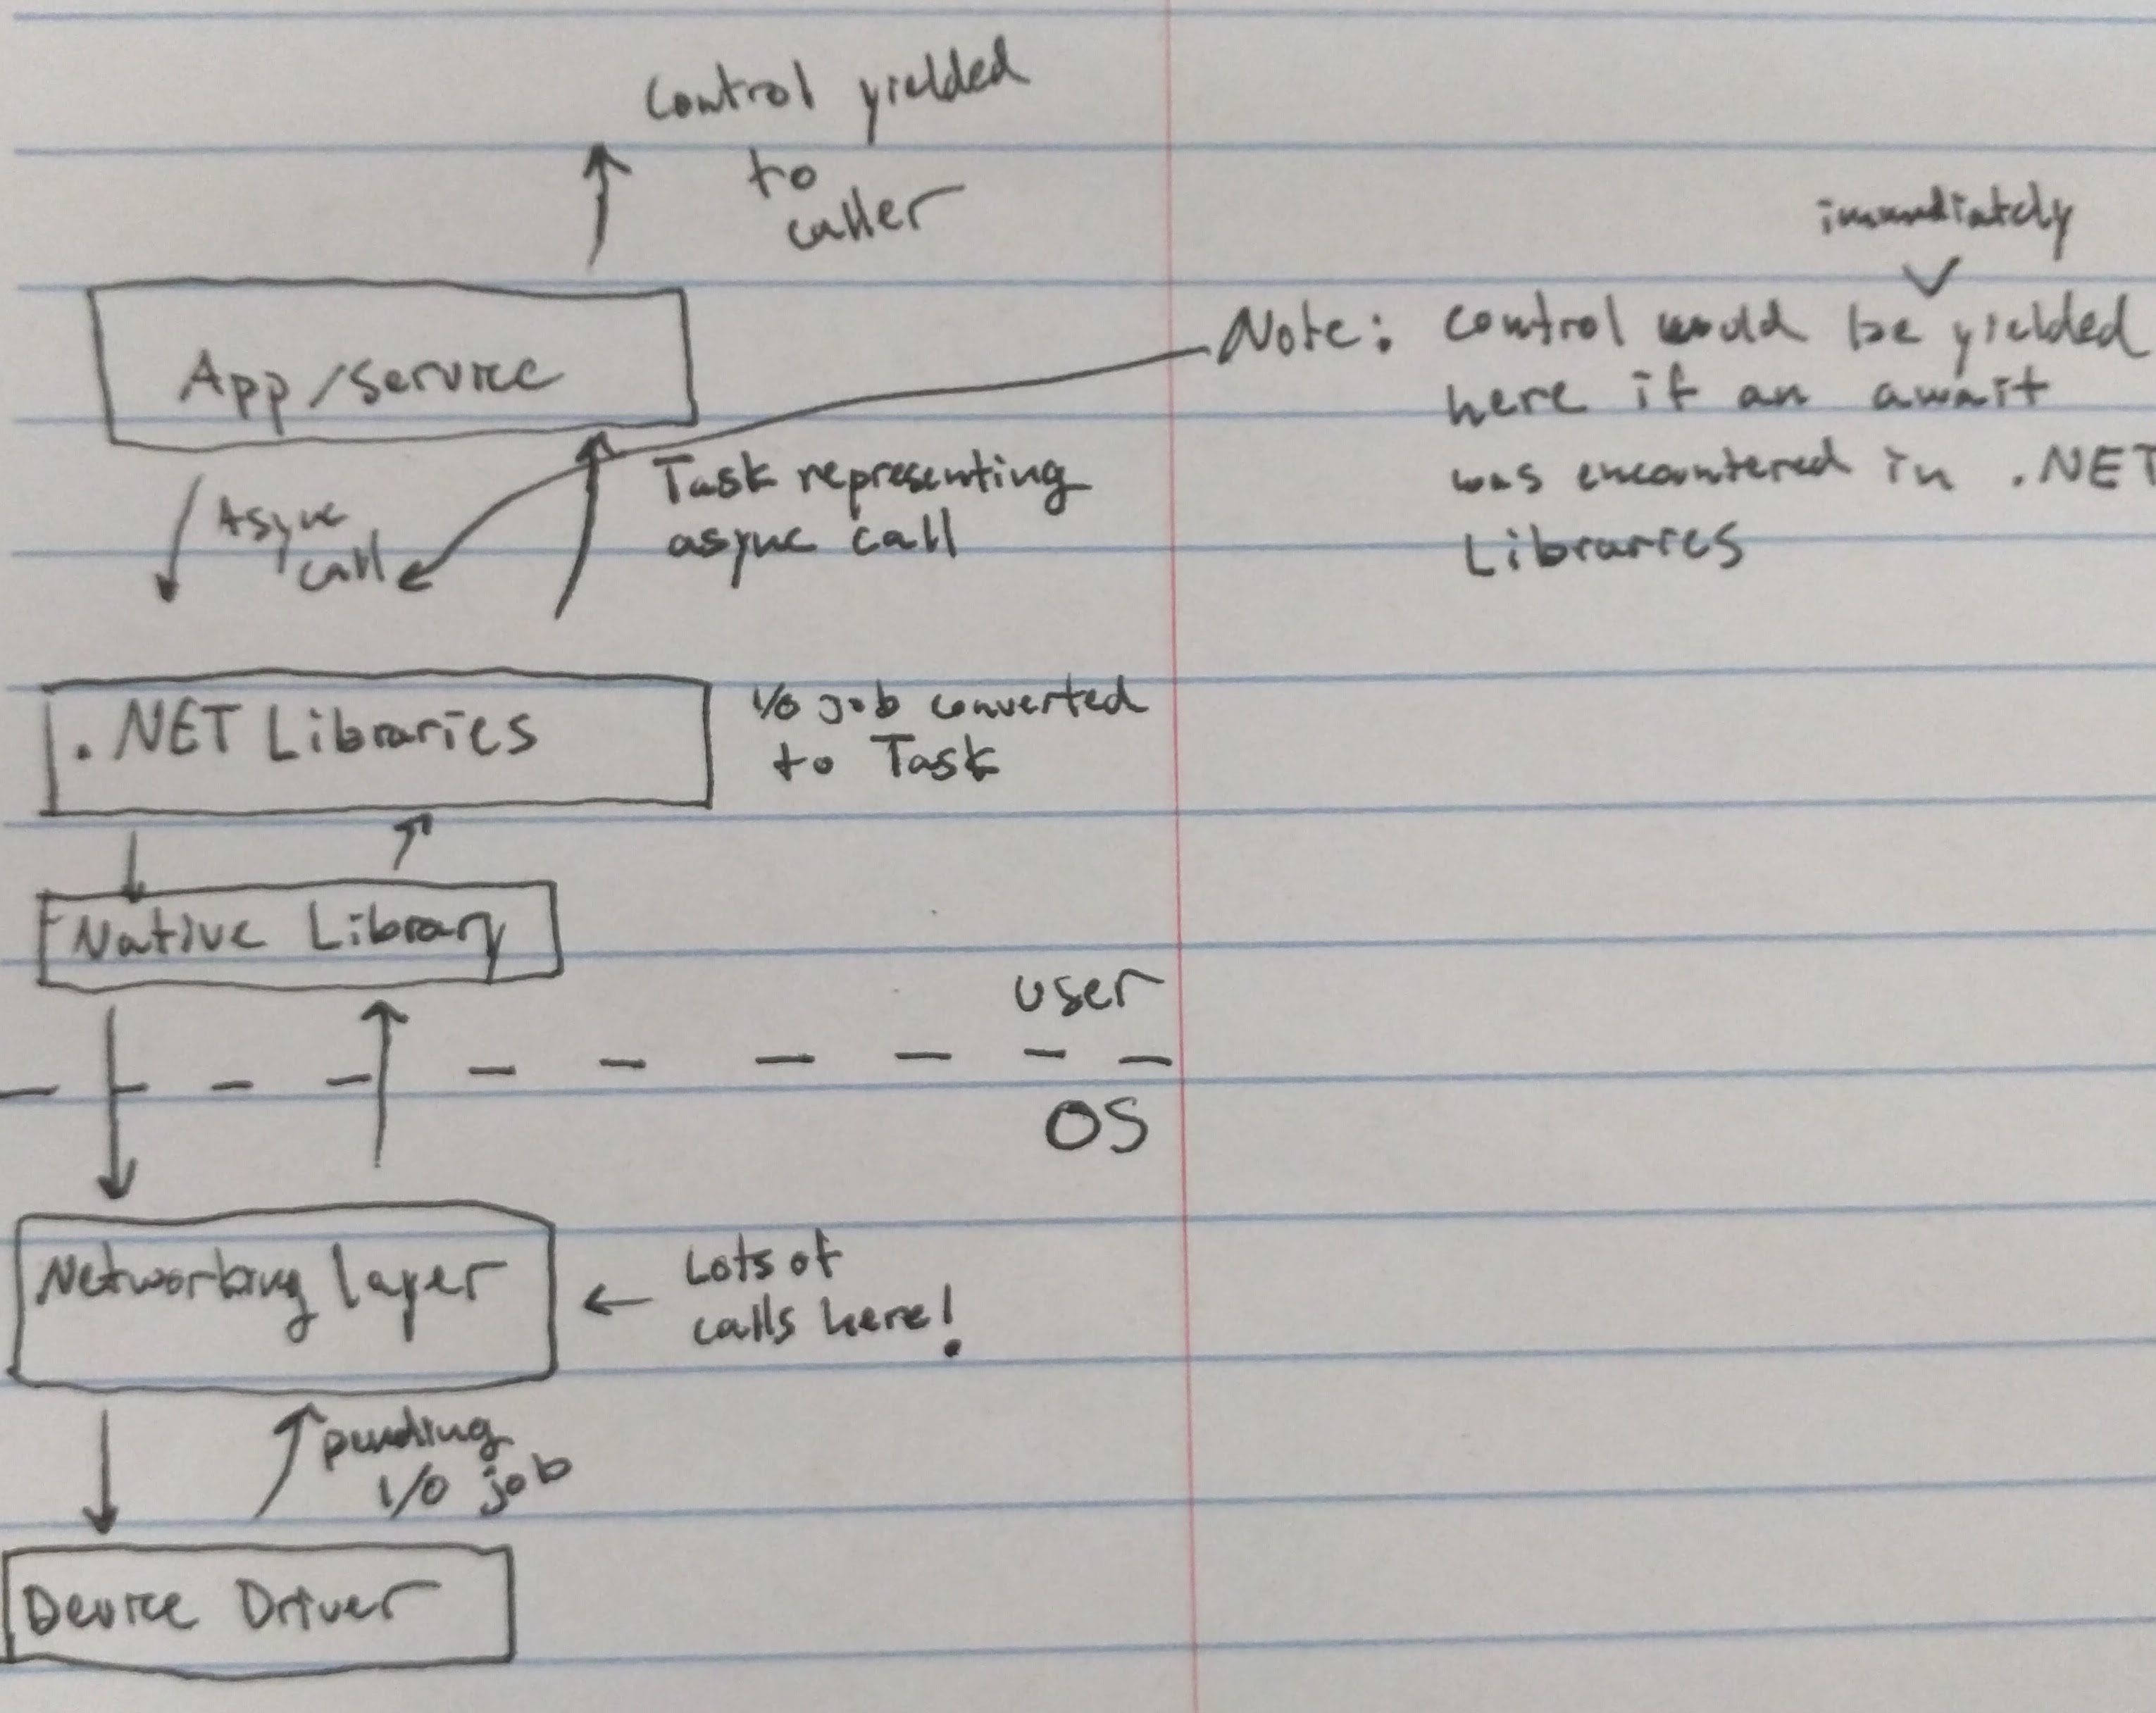 Control yielded
to
caller
immediately
Note: control would be yielded
here if an await
was encountered in .NET
Libraries
App/service
Async
call
Task representing
async call
.NET Libraries
I/O job converted
to Task
Native Library
user
OS
Networking layer
Lots of
calls here!
pending
I/O job
Device Driver